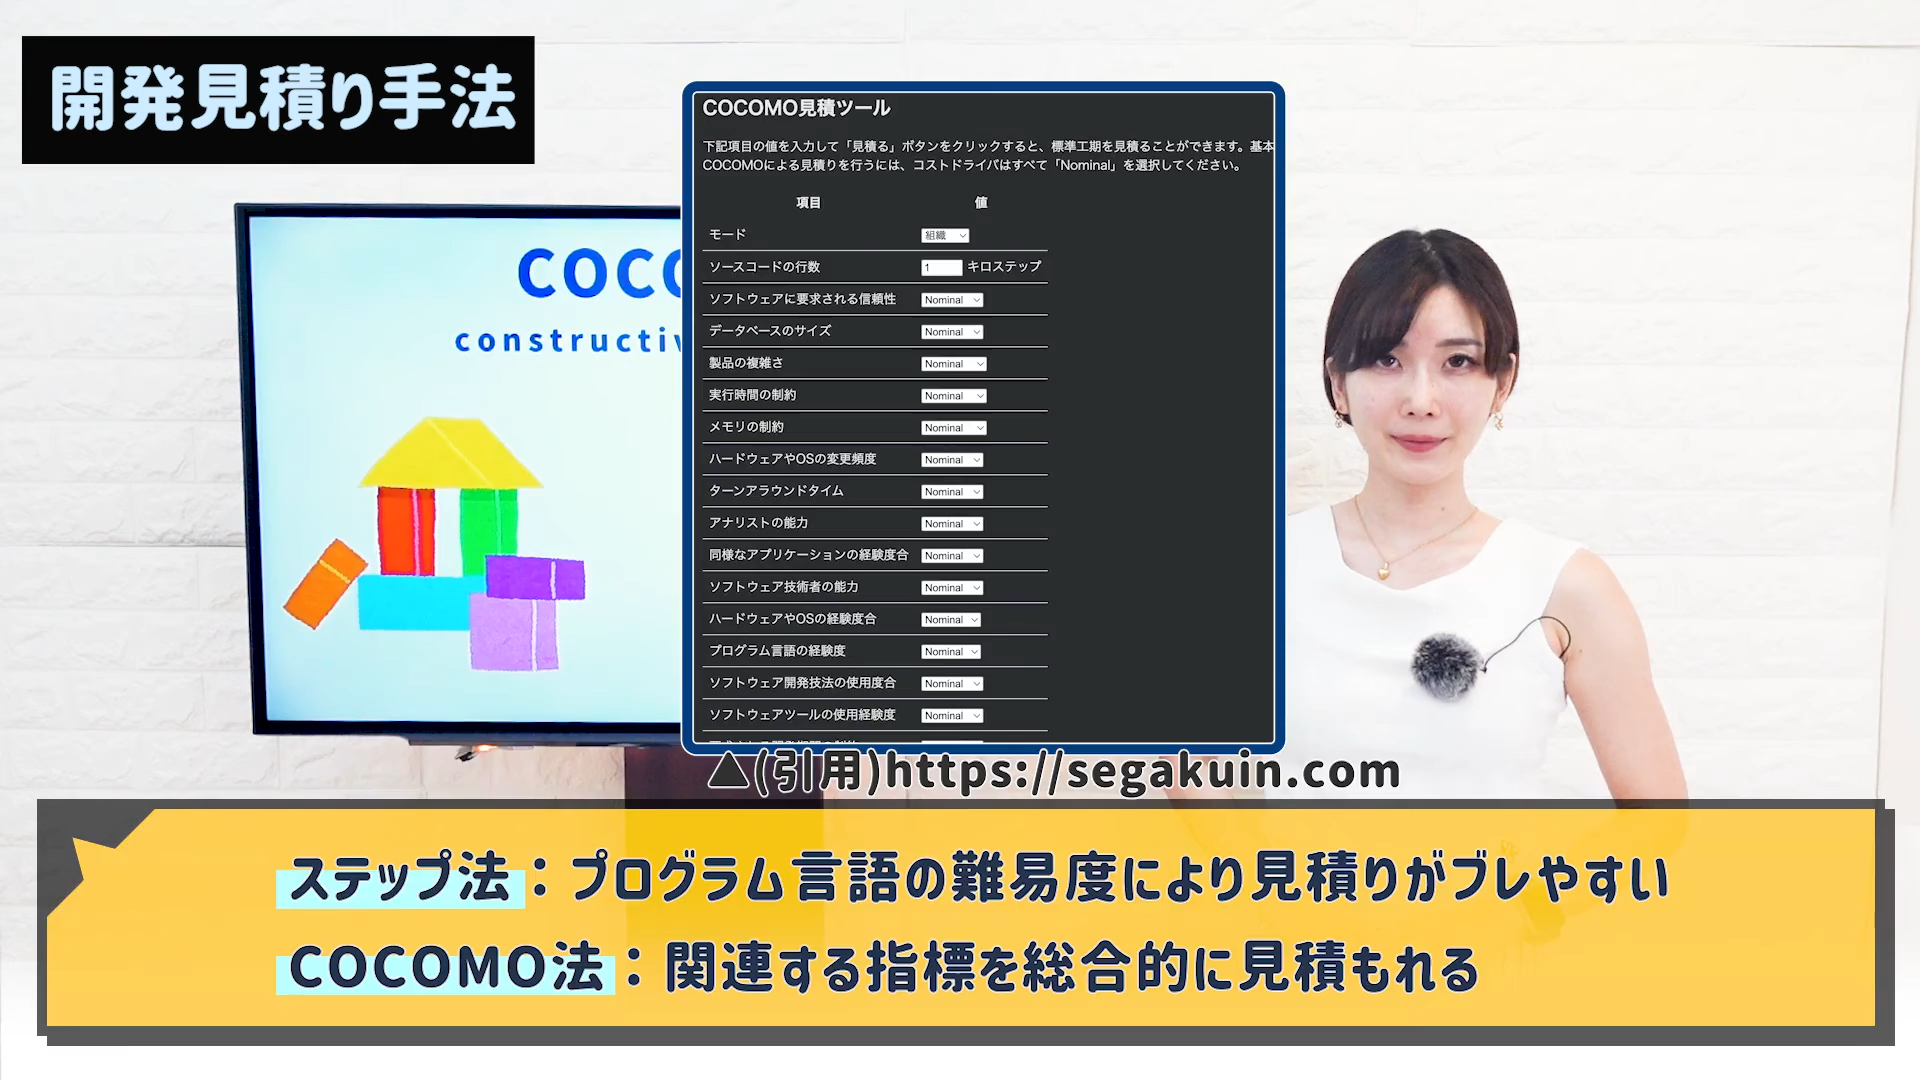 開発見積り手法
COCO
constructiv
COCOMO見積ツール
下記項目の値を入力して「見積る」ボタンをクリックすると、標準工期を見積ることができます。基本
COCOMOによる見積りを行うには、コストドライバはすべて「Nominal」を選択してください。
項目 値
モード 組織
ソースコードの行数 1 キロステップ
ソフトウェアに要求される信頼性 Nominal
データベースのサイズ Nominal
製品の複雑さ Nominal
実行時間の制約 Nominal
メモリの制約 Nominal
ハードウェアやOSの変更頻度 Nominal
ターンアラウンドタイム Nominal
アナリストの能力 Nominal
同様なアプリケーションの経験度合 Nominal
ソフトウェア技術者の能力 Nominal
ハードウェアやOSの経験度合 Nominal
プログラム言語の経験度 Nominal
ソフトウェア開発技法の使用度合 Nominal
ソフトウェアツールの使用経験度 Nominal
▲(引用)https://segakuin.com
ステップ法：プログラム言語の難易度により見積りがブレやすい
COCOMO法：関連する指標を総合的に見積もれる